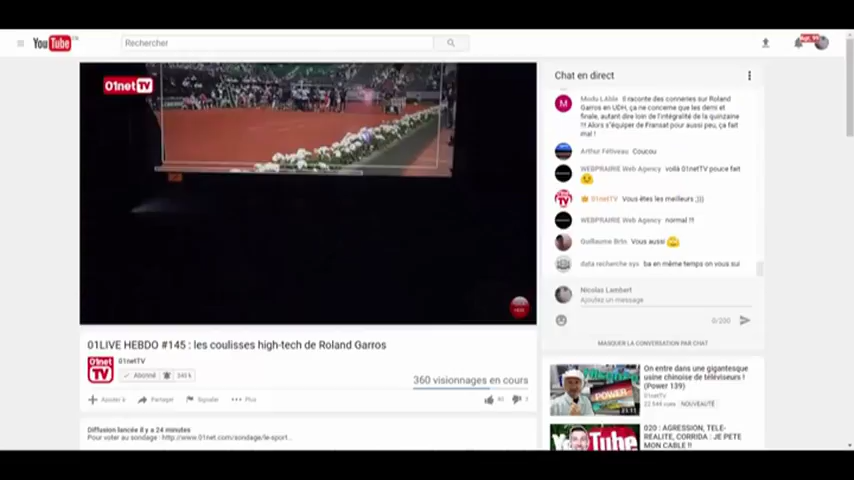 YouTube
Rechercher
01net TV
Chat en direct
Modu LAble Il raconte des conneries sur Roland
Garros en UDH, ça ne concerne que les demi et
finale, autant dire loin de l'intégralité de la quinzaine
!!! Alors s'équiper de Fransat pour aussi peu, ça fait
mal !
Arthur Fétiveau Coucou
WEBPRAIRIE Web Agency voilà 01netTV pouce fait
01netTV Vous êtes les meilleurs ;)))
WEBPRAIRIE Web Agency normal !!!
Guillaume Brin Vous aussi
data recherche sys ba en même temps on vous sui
Nicolas Lambert
Ajoutez un message
0/200
MASQUER LA CONVERSATION PAR CHAT
01LIVE HEBDO #145 : les coulisses high-tech de Roland Garros
01net TV
01netTV
Abonné
360 visionnages en cours
Ajouter à
Partager
Signaler
Plus
Diffusion lancée il y a 24 minutes
Pour voter au sondage : http://www.01net.com/sondage/le-sport...
On entre dans une gigantesque
usine chinoise de téléviseurs !
(Power 139)
01netTV
NOUVEAUTÉ
POWER
020 : AGRESSION, TELE-
REALITE, CORRIDA : JE PETE
MON CABLE !!
YouTube